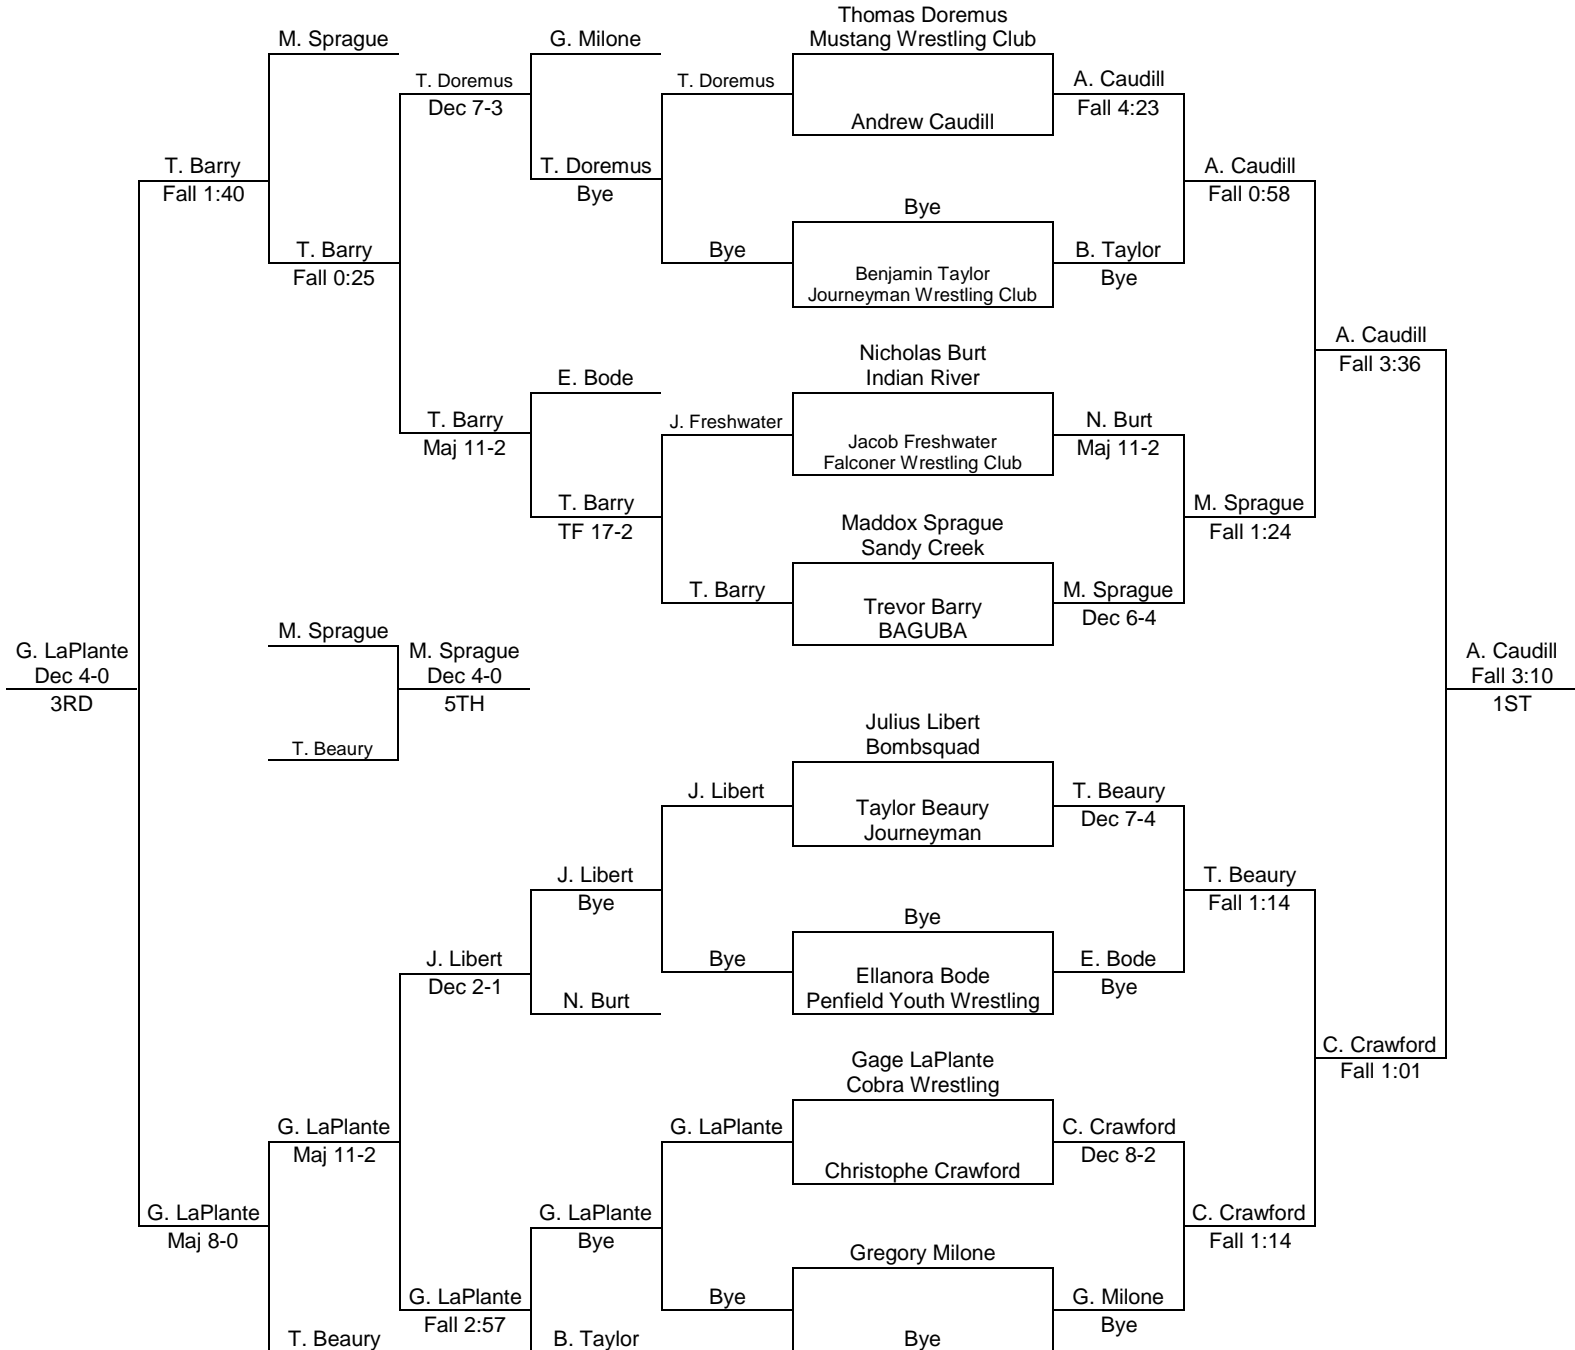 Thomas Doremus
M. Sprague
G. Milone
Mustang Wrestling Club
T. Doremus
Dec 7-3
T. Doremus
A. Caudill
Fall 4:23
Andrew Caudill
T. Barry
Fall 1:40
T. Doremus
Bye
A. Caudill
Fall 0:58
Bye
T. Barry
Fall 0:25
Bye
Benjamin Taylor
Journeyman Wrestling Club
B. Taylor
Bye
A. Caudill
Fall 3:36
Nicholas Burt
Indian River
E. Bode
T. Barry
Maj 11-2
J. Freshwater
Jacob Freshwater
Falconer Wrestling Club
N. Burt
Maj 11-2
T. Barry
TF 17-2
M. Sprague
Fall 1:24
Maddox Sprague
Sandy Creek
T. Barry
Trevor Barry
BAGUBA
M. Sprague
Dec 6-4
G. LaPlante
Dec 4-0
3RD
M. Sprague
M. Sprague
Dec 4-0
5TH
A. Caudill
Fall 3:10
1ST
T. Beaury
Julius Libert
Bombsquad
J. Libert
Taylor Beaury
Journeyman
T. Beaury
Dec 7-4
J. Libert
Bye
T. Beaury
Fall 1:14
Bye
J. Libert
Dec 2-1
Bye
Ellanora Bode
Penfield Youth Wrestling
E. Bode
Bye
N. Burt
C. Crawford
Fall 1:01
Gage LaPlante
Cobra Wrestling
G. LaPlante
Maj 11-2
G. LaPlante
Christophe Crawford
C. Crawford
Dec 8-2
G. LaPlante
Maj 8-0
G. LaPlante
Bye
C. Crawford
Fall 1:14
Gregory Milone
G. LaPlante
Fall 2:57
Bye
G. Milone
Bye
T. Beaury
B. Taylor
Bye